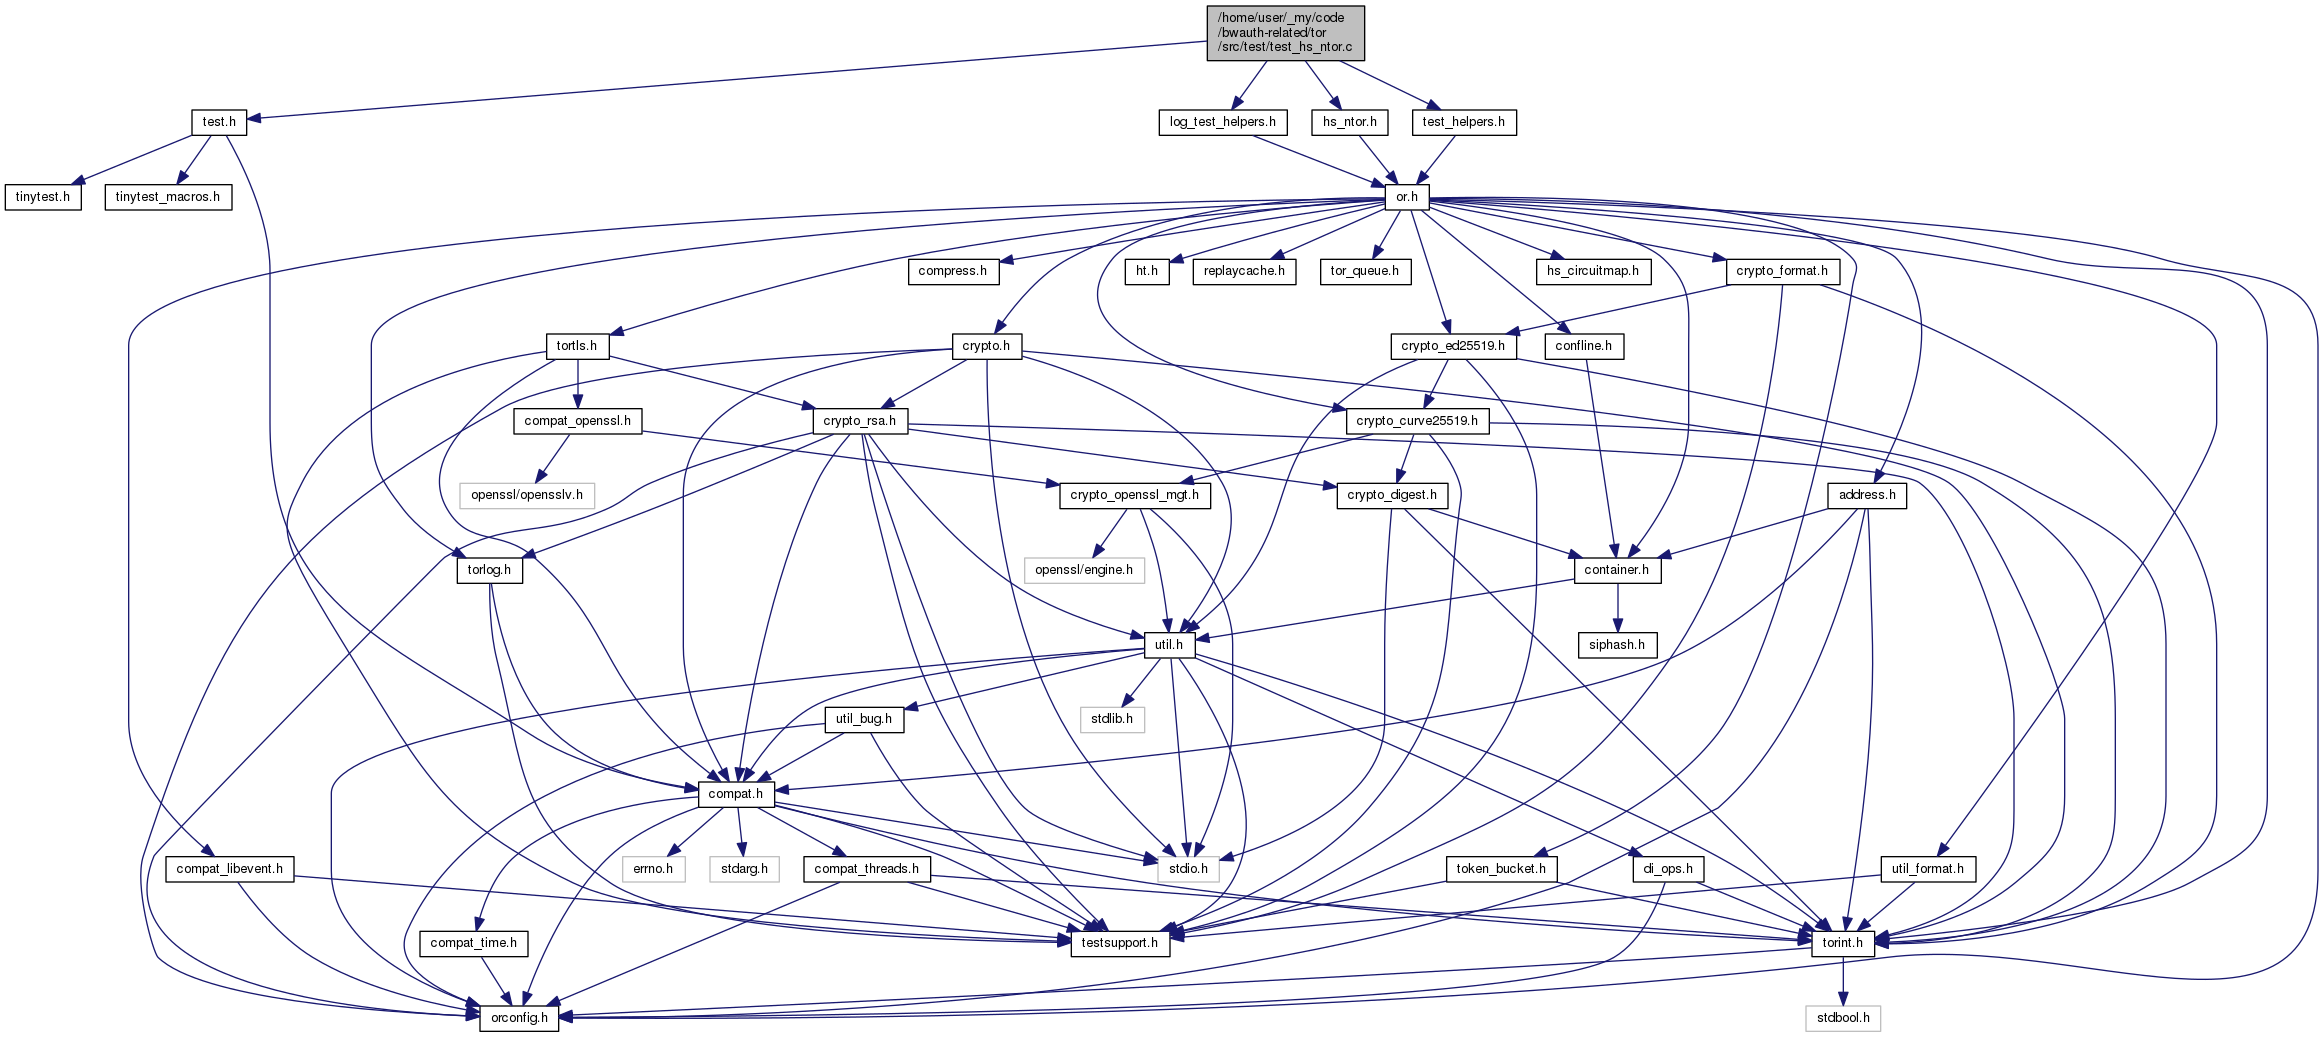 /home/user/_my/code
/bwauth-related/tor
/src/test/test_hs_ntor.c
test.h
log_test_helpers.h
hs_ntor.h
test_helpers.h
tinytest.h
tinytest_macros.h
or.h
compress.h
ht.h
replaycache.h
tor_queue.h
hs_circuitmap.h
crypto_format.h
tortls.h
crypto.h
crypto_ed25519.h
confline.h
compat_openssl.h
crypto_rsa.h
crypto_curve25519.h
openssl/opensslv.h
crypto_openssl_mgt.h
crypto_digest.h
address.h
torlog.h
openssl/engine.h
container.h
util.h
siphash.h
stdlib.h
util_bug.h
compat.h
compat_libevent.h
errno.h
stdarg.h
compat_threads.h
stdio.h
token_bucket.h
di_ops.h
util_format.h
compat_time.h
testsupport.h
torint.h
orconfig.h
stdbool.h